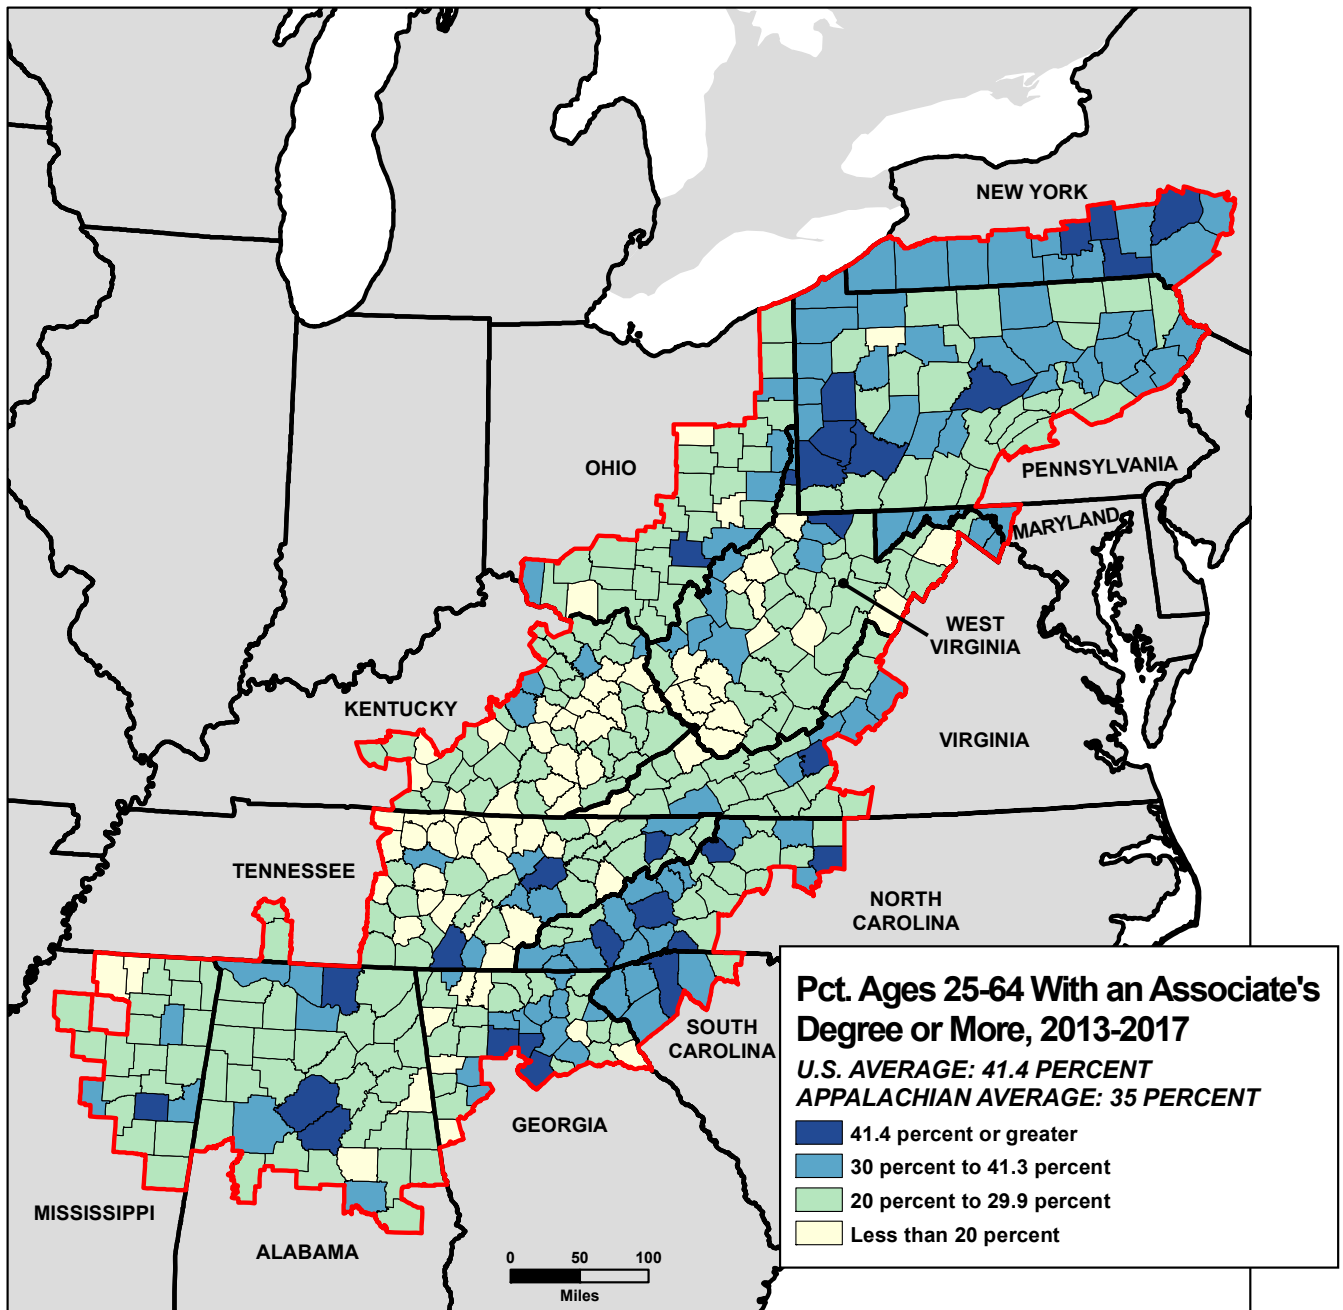 NEW YORK
OHIO
PENNSYLVANIA
MARYLAND
WEST
VIRGINIA
KENTUCKY
VIRGINIA
TENNESSEE
NORTH
CAROLINA
SOUTH
CAROLINA
GEORGIA
MISSISSIPPI
ALABAMA
Pct. Ages 25-64 With an Associate's
Degree or More, 2013-2017
U.S. AVERAGE: 41.4 PERCENT
APPALACHIAN AVERAGE: 35 PERCENT
41.4 percent or greater
30 percent to 41.3 percent
20 percent to 29.9 percent
Less than 20 percent
0 50 100
Miles